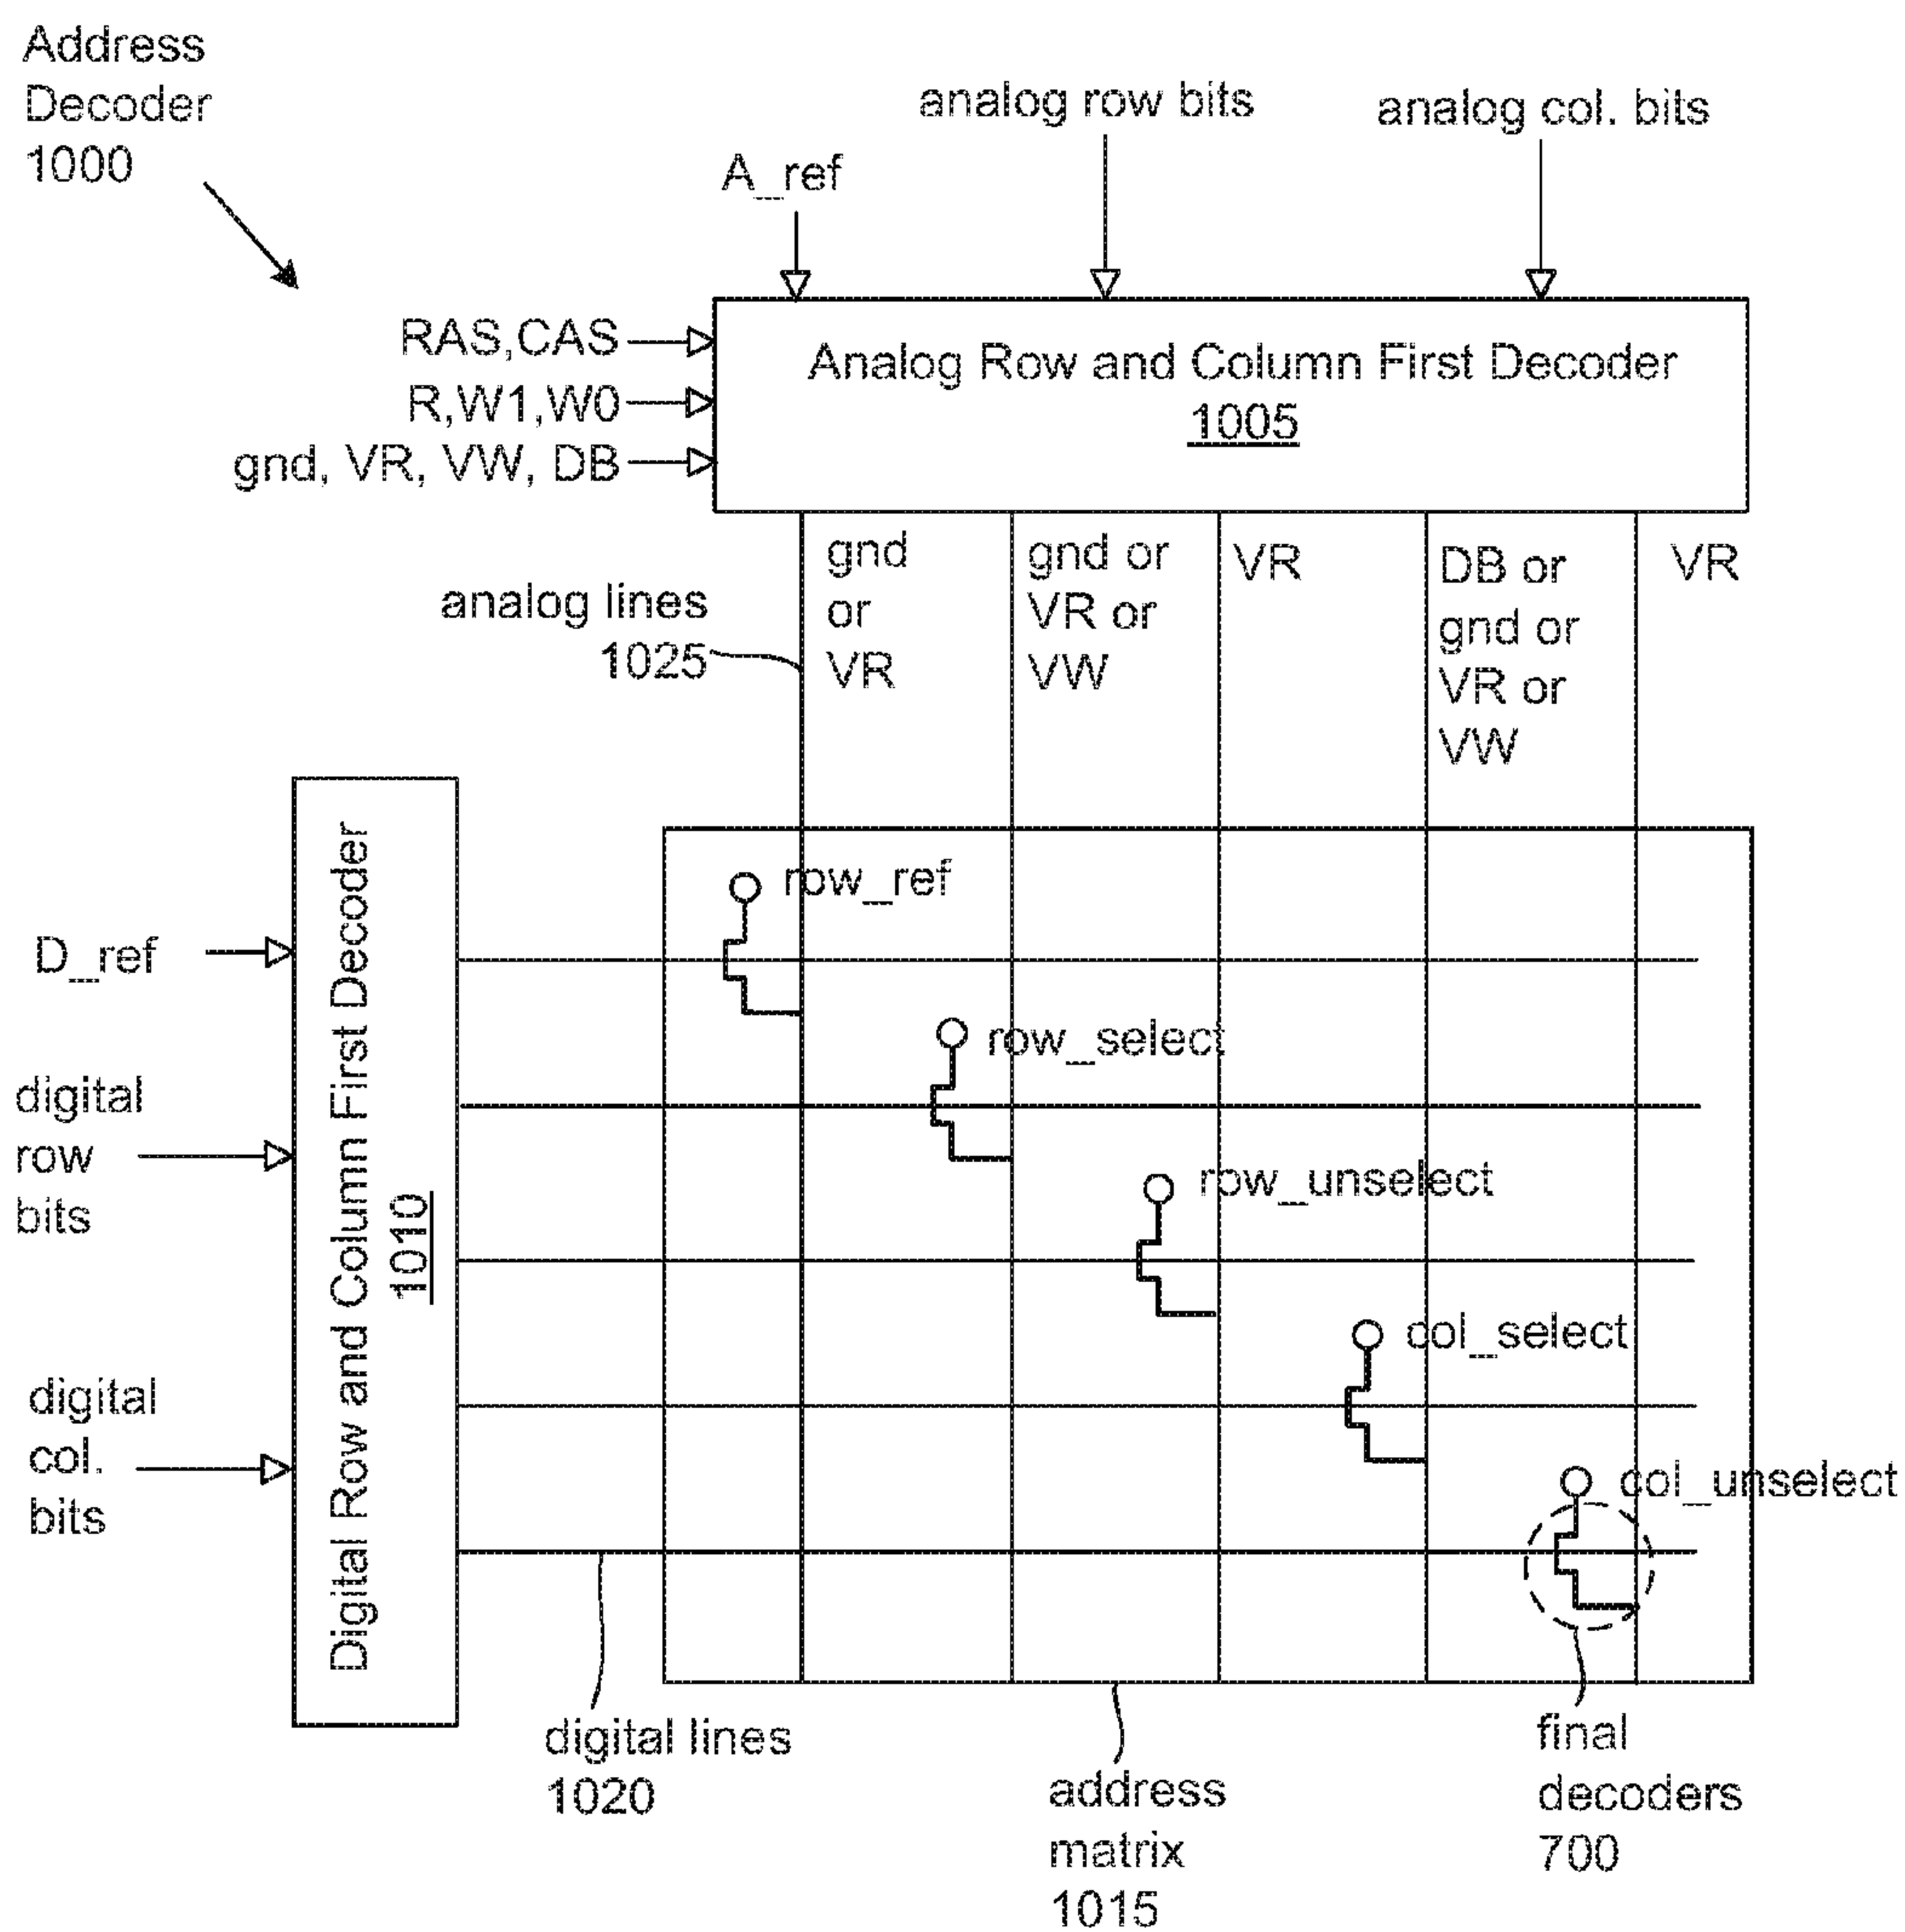 Address
Decoder
1000
analog row bits
analog col. bits
A_ref
RAS,CAS
R,W1,W0
gnd, VR, VW, DB
Analog Row and Column First Decoder
1005
analog lines
1025
gnd
or
VR
gnd or
VR or
VW
VR
DB or
gnd or
VR or
VW
VR
Digital Row and Column First Decoder
1010
D_ref
digital
row
bits
digital
col.
bits
row_ref
row_select
row_unselect
col_select
col_unselect
digital lines
1020
address
matrix
1015
final
decoders
700